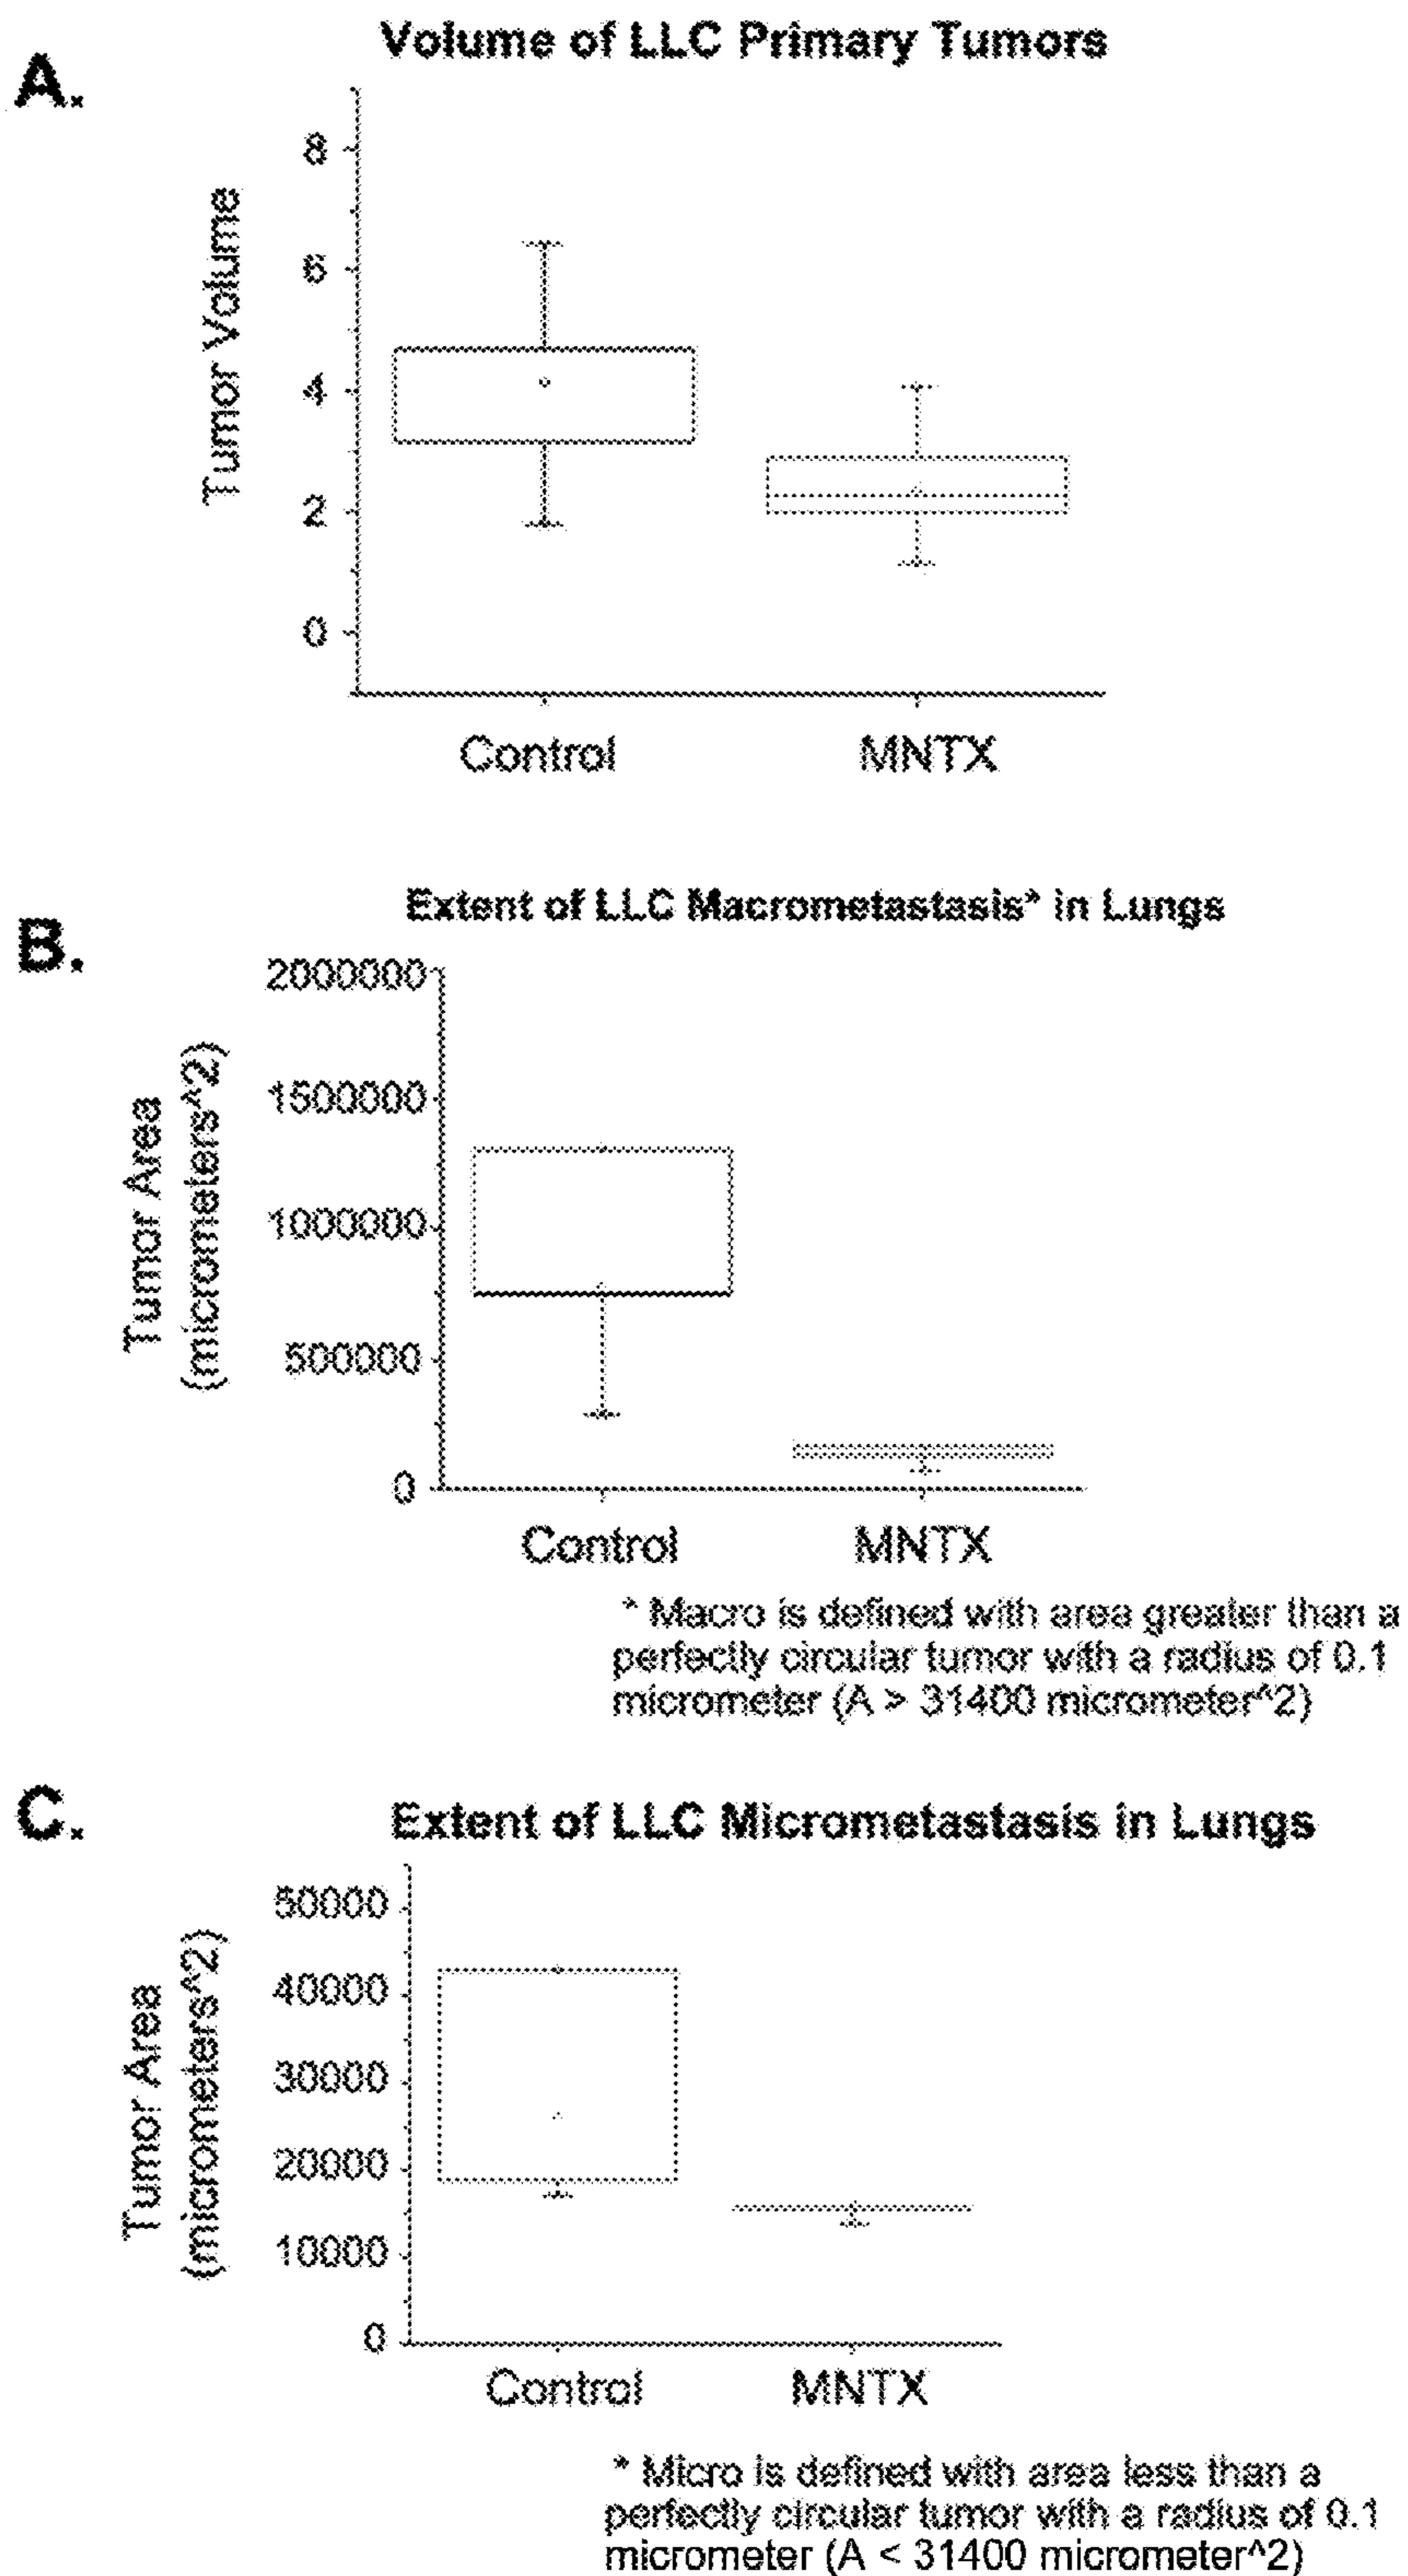 A.
Volume of LLC Primary Tumors
Tumor Volume
8
6
4
2
0
Control MNTX
B.
Extent of LLC Macrometastasis* in Lungs
Tumor Area
(micrometers^2)
2000000
1500000
1000000
500000
0
Control MNTX
* Macro is defined with area greater than a
perfectly circular tumor with a radius of 0.1
micrometer (A > 31400 micrometer^2)
C.
Extent of LLC Micrometastasis in Lungs
Tumor Area
(micrometers^2)
50000
40000
30000
20000
10000
0
Control MNTX
* Micro is defined with area less than a
perfectly circular tumor with a radius of 0.1
micrometer (A < 31400 micrometer^2)